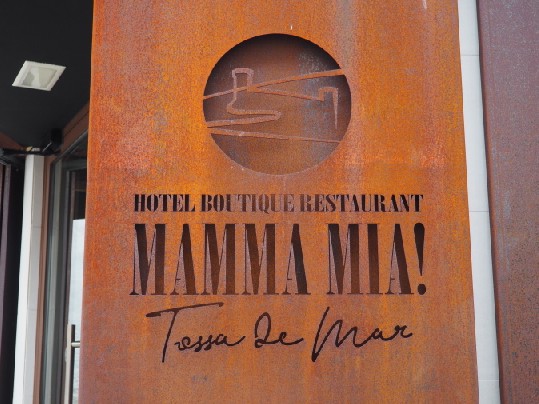 HOTEL BOUTIQUE RESTAURANT
MAMMA MIA!
Tossa de Mar